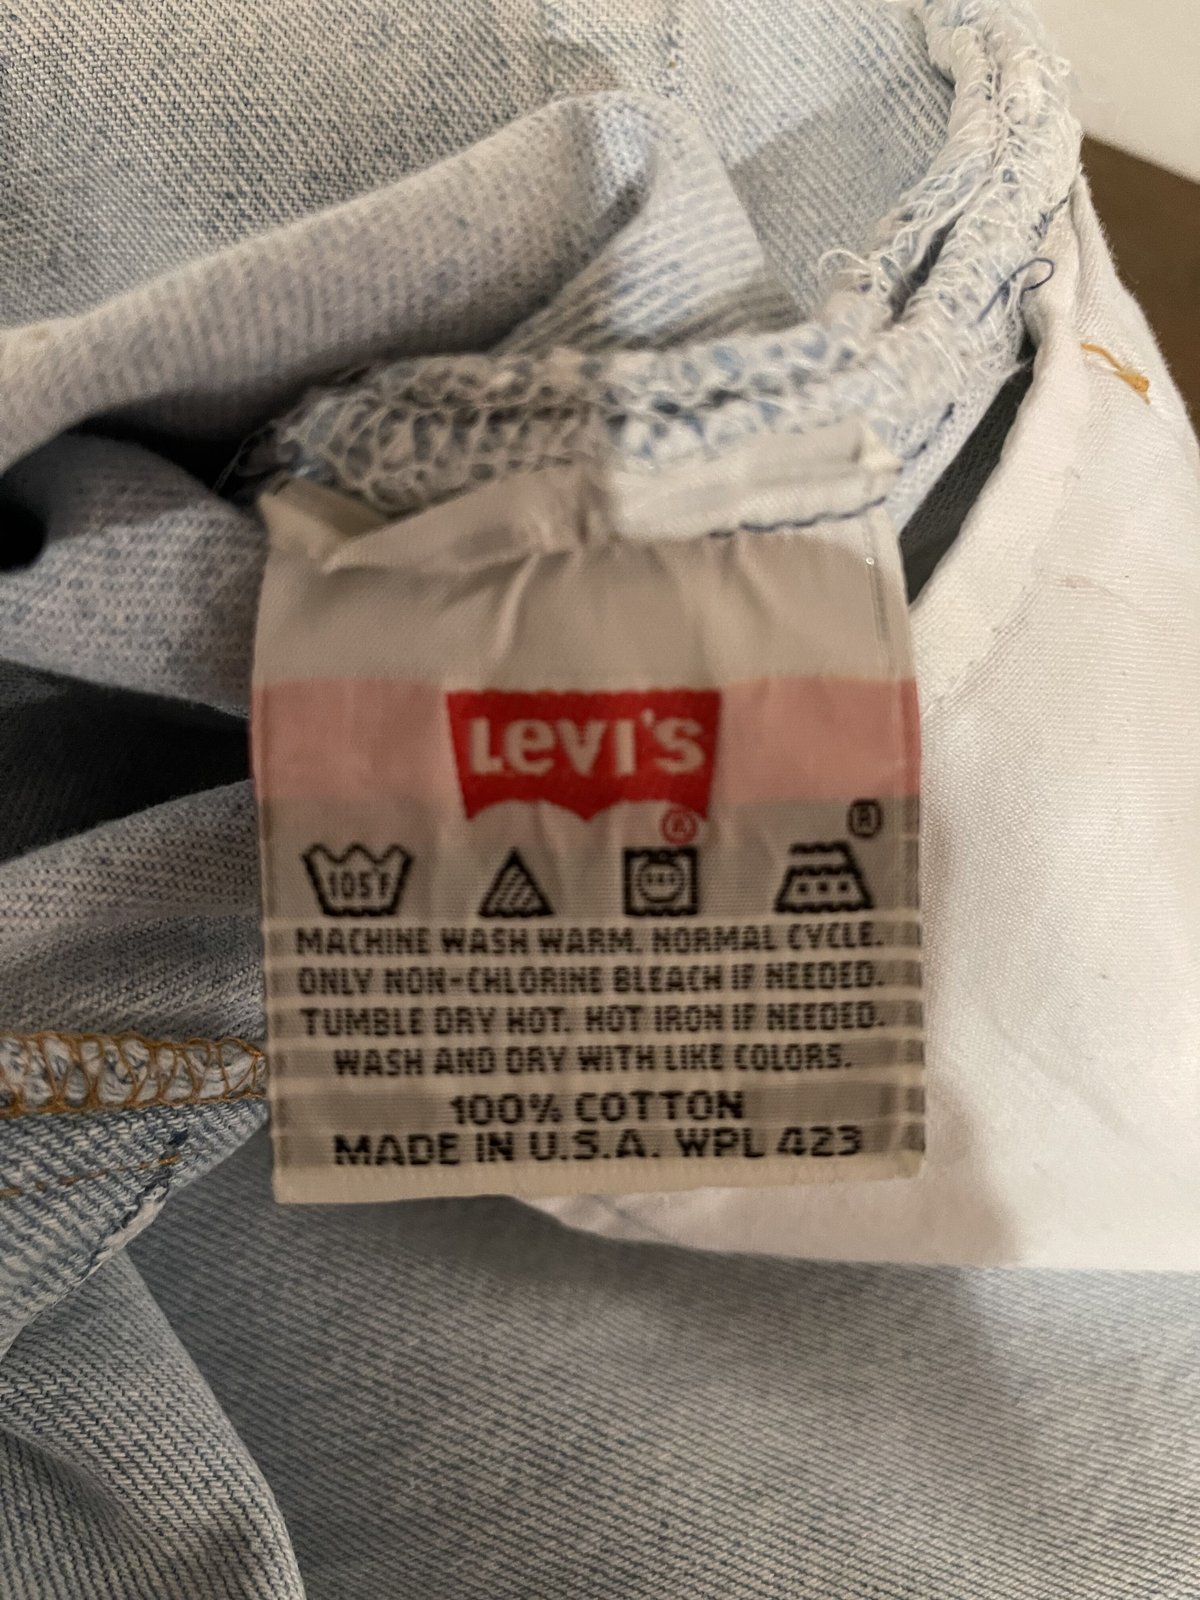 LEVI'S
®
®
105F
MACHINE WASH WARM. NORMAL CYCLE.
ONLY NON-CHLORINE BLEACH IF NEEDED.
TUMBLE DRY HOT. HOT IRON IF NEEDED.
WASH AND DRY WITH LIKE COLORS.
100% COTTON
MADE IN U.S.A. WPL 423